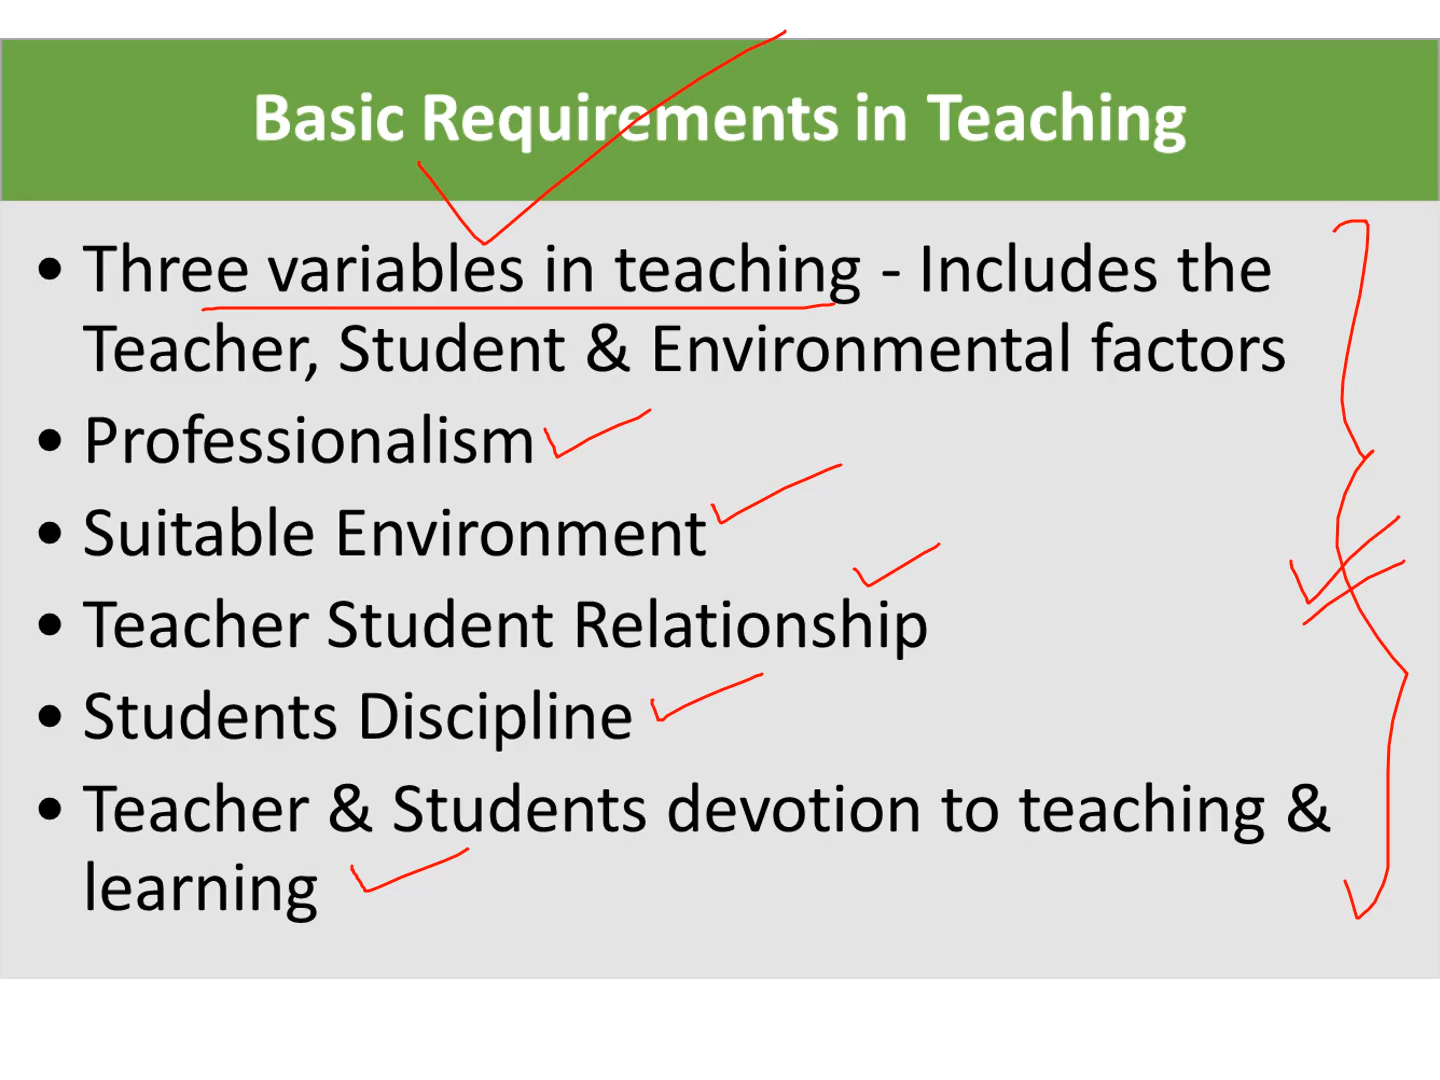 Basic Requirements in Teaching
• Three variables in teaching - Includes the
Teacher, Student & Environmental factors
• Professionalism
• Suitable Environment
• Teacher Student Relationship
• Students Discipline
• Teacher & Students devotion to teaching &
learning